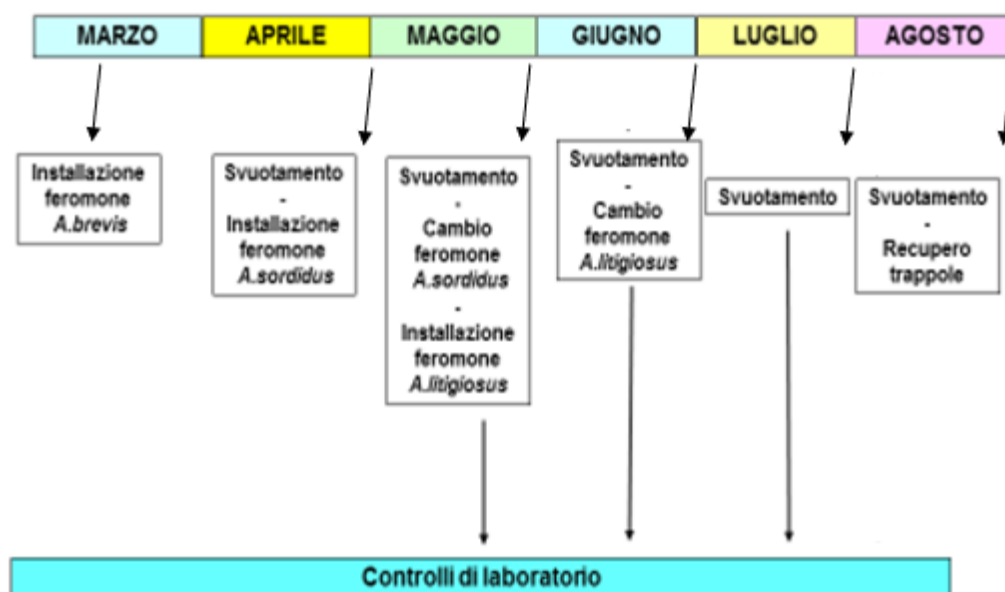 MARZO APRILE MAGGIO GIUGNO LUGLIO AGOSTO
Installazione
feromone
A.brevis
Svuotamento
-
Installazione
feromone
A.sordidus
Svuotamento
-
Cambio
feromone
A.sordidus
-
Installazione
feromone
A.litigiosus
Svuotamento
-
Cambio
feromone
A.litigiosus
Svuotamento
Svuotamento
-
Recupero
trappole
Controlli di laboratorio